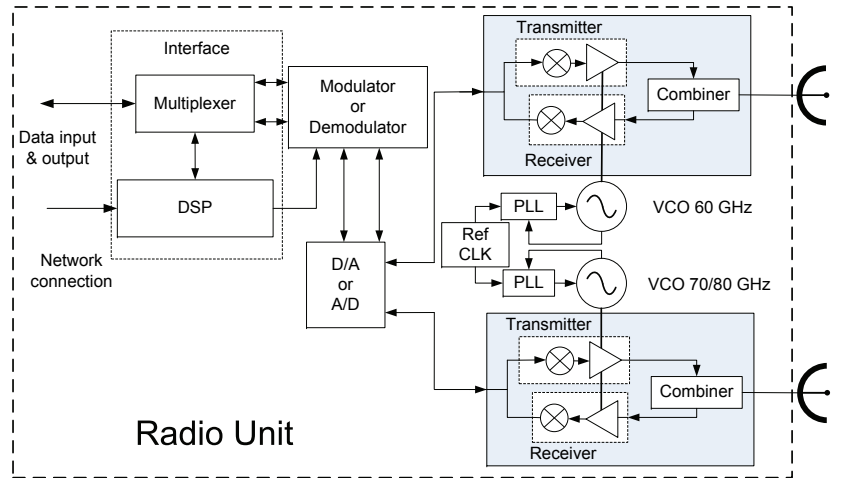 Interface
Multiplexer
Data input
& output
DSP
Network
connection
Modulator
or
Demodulator
D/A
or
A/D
Transmitter
Combiner
Receiver
PLL
VCO 60 GHz
Ref
CLK
PLL
VCO 70/80 GHz
Transmitter
Combiner
Receiver
Radio Unit